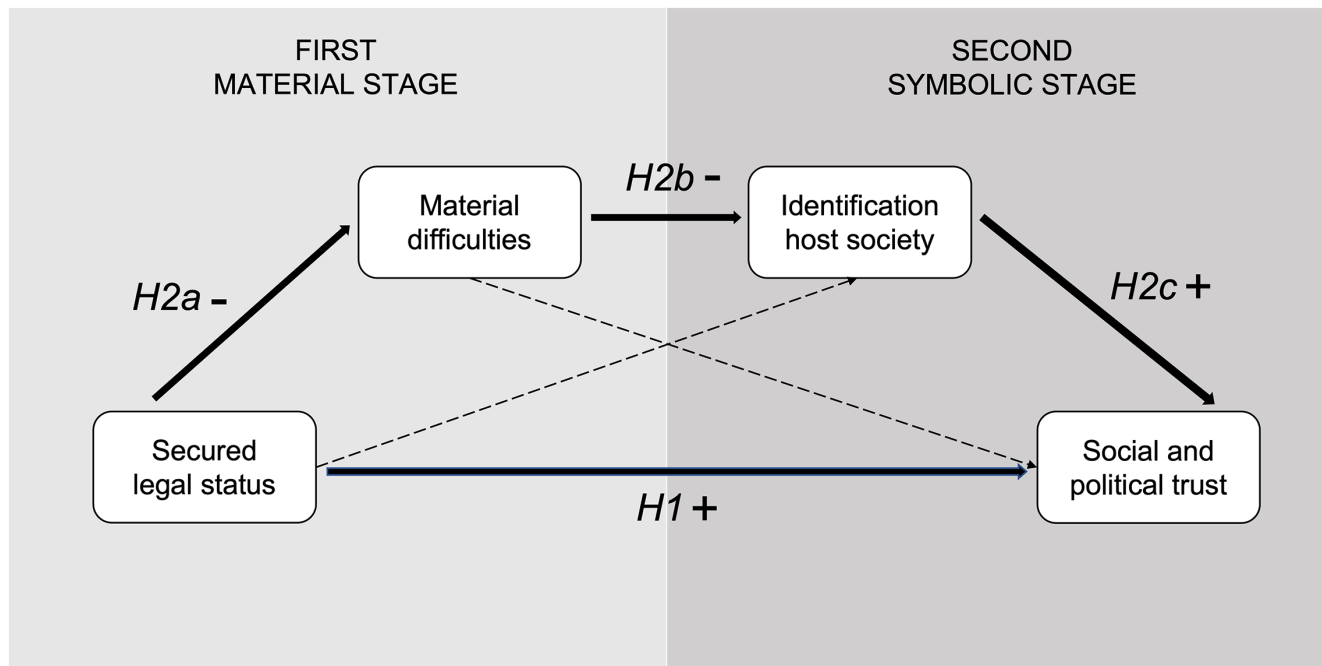 FIRST
MATERIAL STAGE
SECOND
SYMBOLIC STAGE
H2b -
Material
difficulties
Identification
host society
H2a -
H2c +
Secured
legal status
Social and
political trust
H1 +